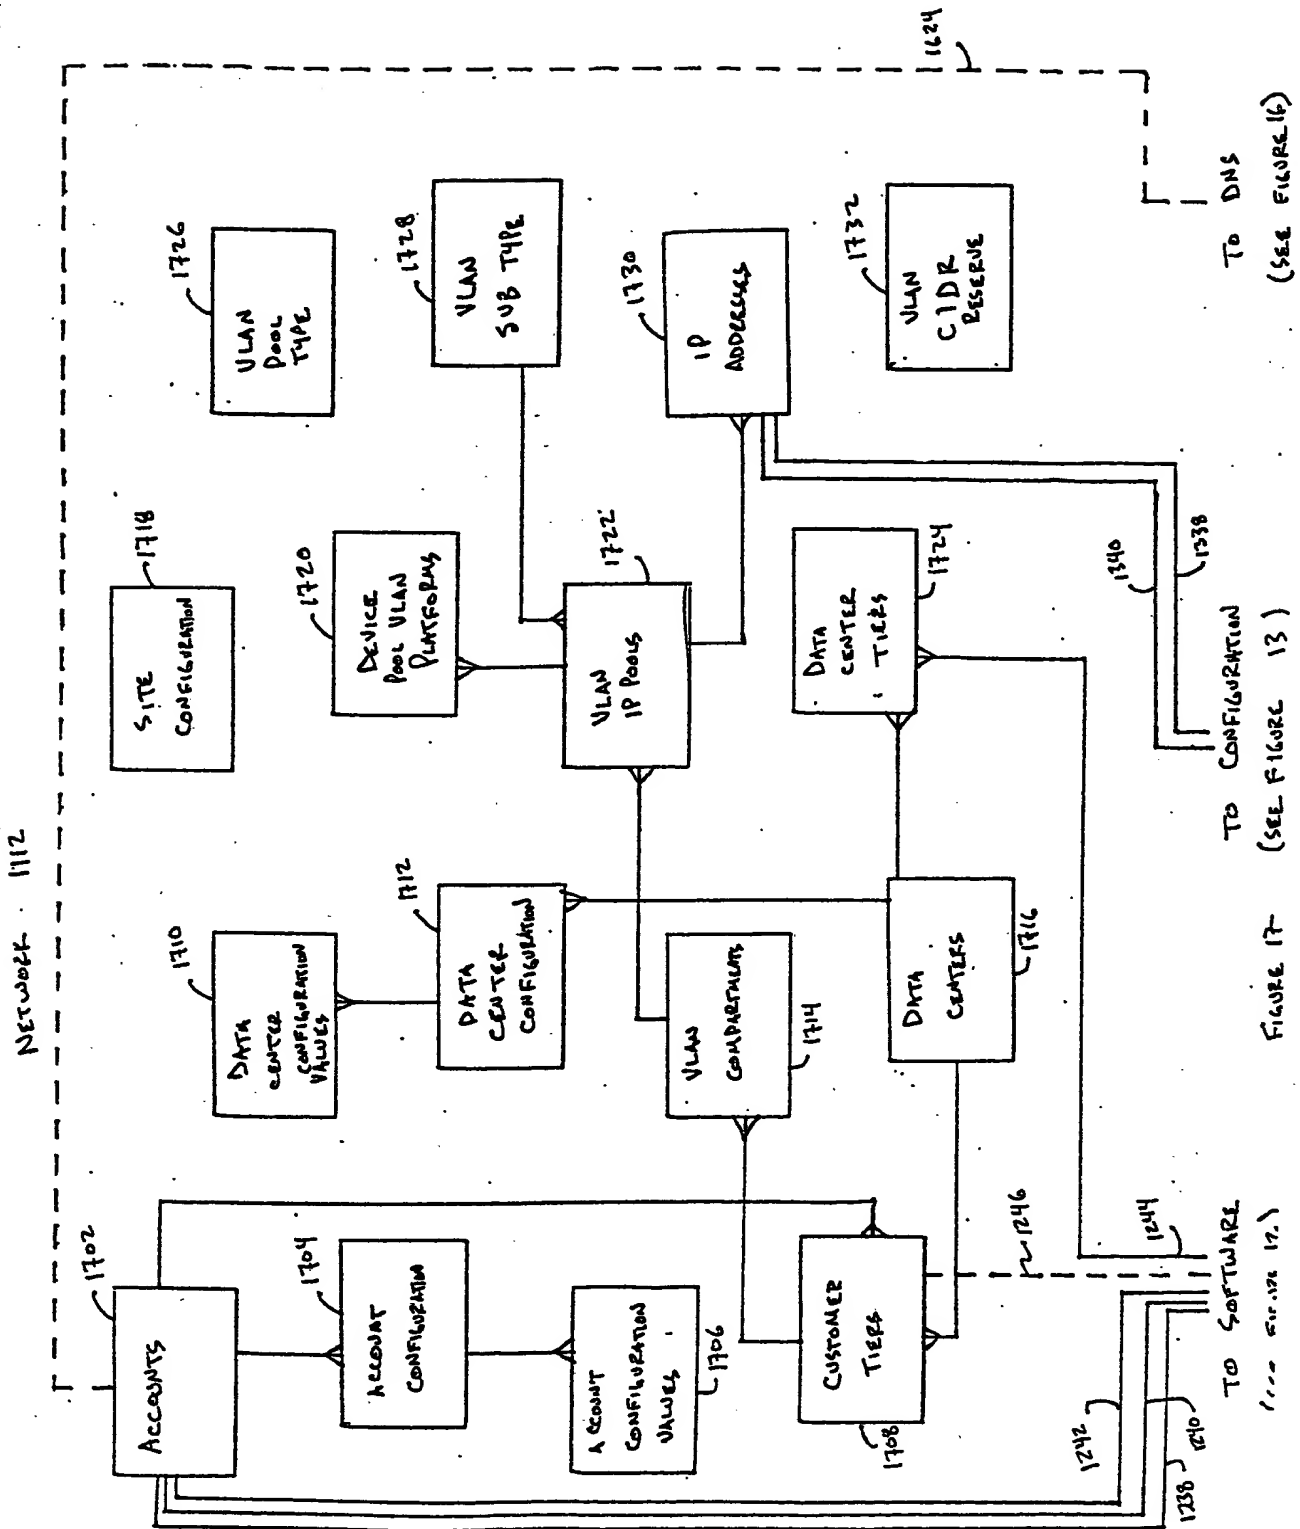 NETWORK 1112
ACCOUNTS
1702
ACCOUNT
CONFIGURATION
1704
ACCOUNT
CONFIGURATION
VALUES
1706
CUSTOMER
TIERS
1708
DATA
CENTER
CONFIGURATION
VALUES
1710
DATA
CENTER
CONFIGURATION
1712
VLAN
COMPARTMENTS
1714
DATA
CENTERS
1716
SITE
CONFIGURATION
1718
DEVICE
POOL VLAN
PLATFORMS
1720
VLAN
IP POOLS
1722
DATA
CENTER
TIERS
1724
VLAN
POOL
TYPE
1726
VLAN
SUB TYPE
1728
IP
ADDRESSES
1730
VLAN
CIDR
RESERVE
1732
1624
1340
1338
1246
1244
1242
1240
1238
TO SOFTWARE
12.)
TO CONFIGURATION
(SEE FIGURE 13)
TO DNS
(SEE FIGURE 16)
FIGURE 17